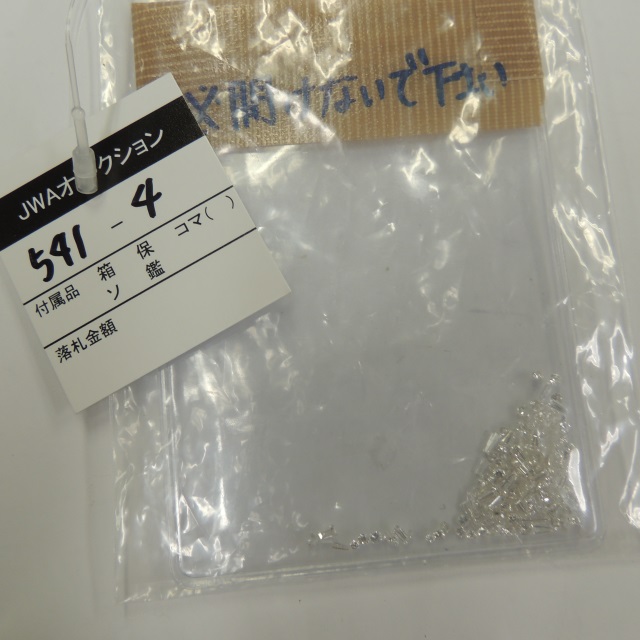 ※開けないで下さい
JWAオークション
541-4
付属品 箱 保 コマ( )
ソ 鑑
落札金額